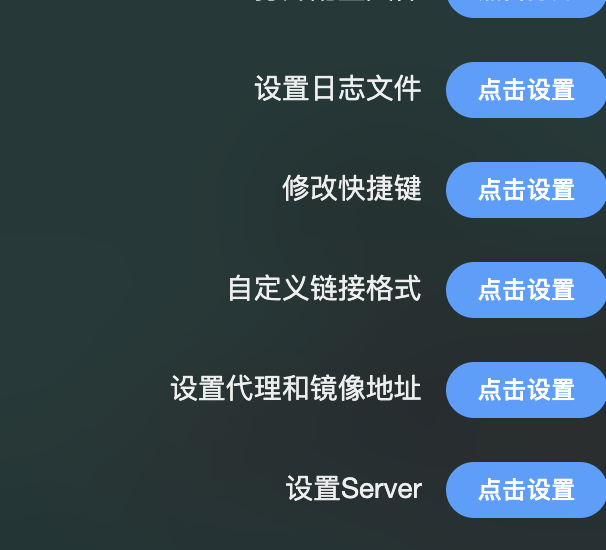 设置日志文件 点击设置
修改快捷键 点击设置
自定义链接格式 点击设置
设置代理和镜像地址 点击设置
设置Server 点击设置